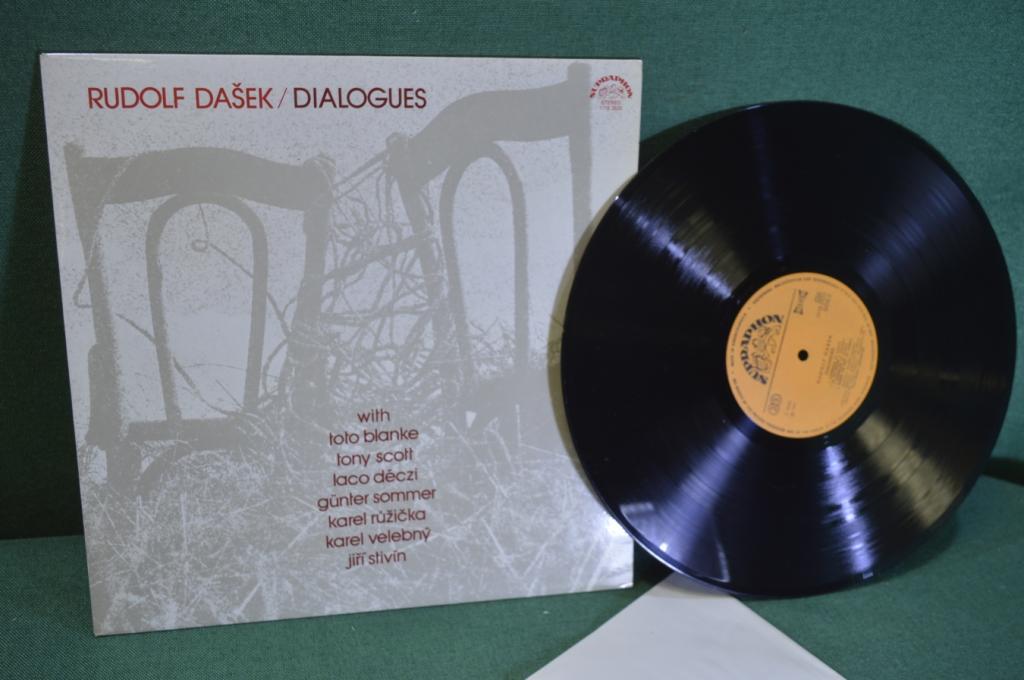 RUDOLF DAŠEK / DIALOGUES
SUPRAPHON
STEREO
with
toto blanke
tony scott
laco déczi
günter sommer
karel růžička
karel velebný
jiří stivín
SUPRAPHON